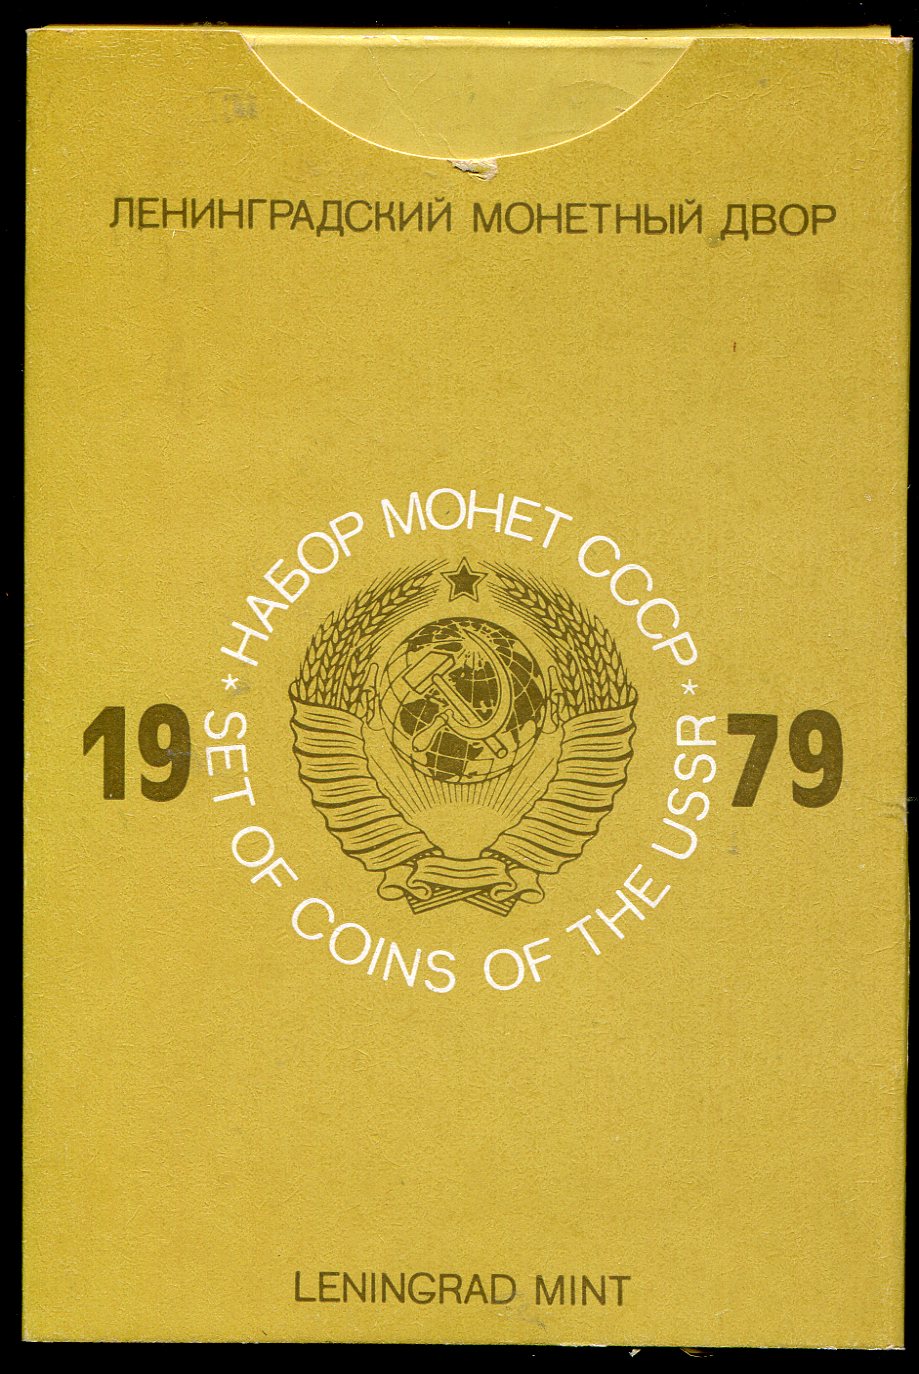 ЛЕНИНГРАДСКИЙ МОНЕТНЫЙ ДВОР
* НАБОР МОНЕТ СССР *
19 79
SET OF COINS OF THE USSR
LENINGRAD MINT